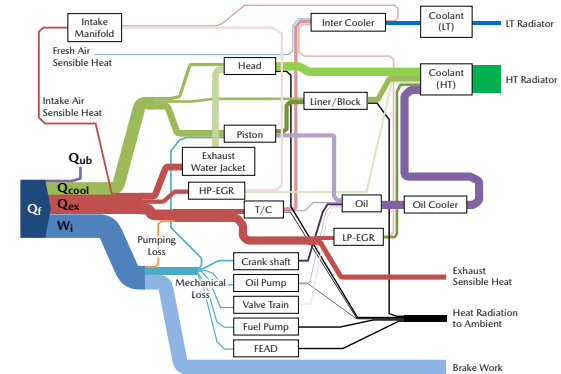 Intake
Manifold
Inter Cooler
Coolant
(LT)
LT Radiator
Fresh Air
Sensible Heat
Head
Coolant
(HT)
HT Radiator
Intake Air
Sensible Heat
Liner/Block
Piston
Qub
Exhaust
Water Jacket
Qcool
HP-EGR
Qf
Qex
T/C
Oil
Oil Cooler
Wi
LP-EGR
Pumping
Loss
Crank shaft
Exhaust
Sensible Heat
Mechanical
Loss
Oil Pump
Valve Train
Heat Radiation
to Ambient
Fuel Pump
FEAD
Brake Work